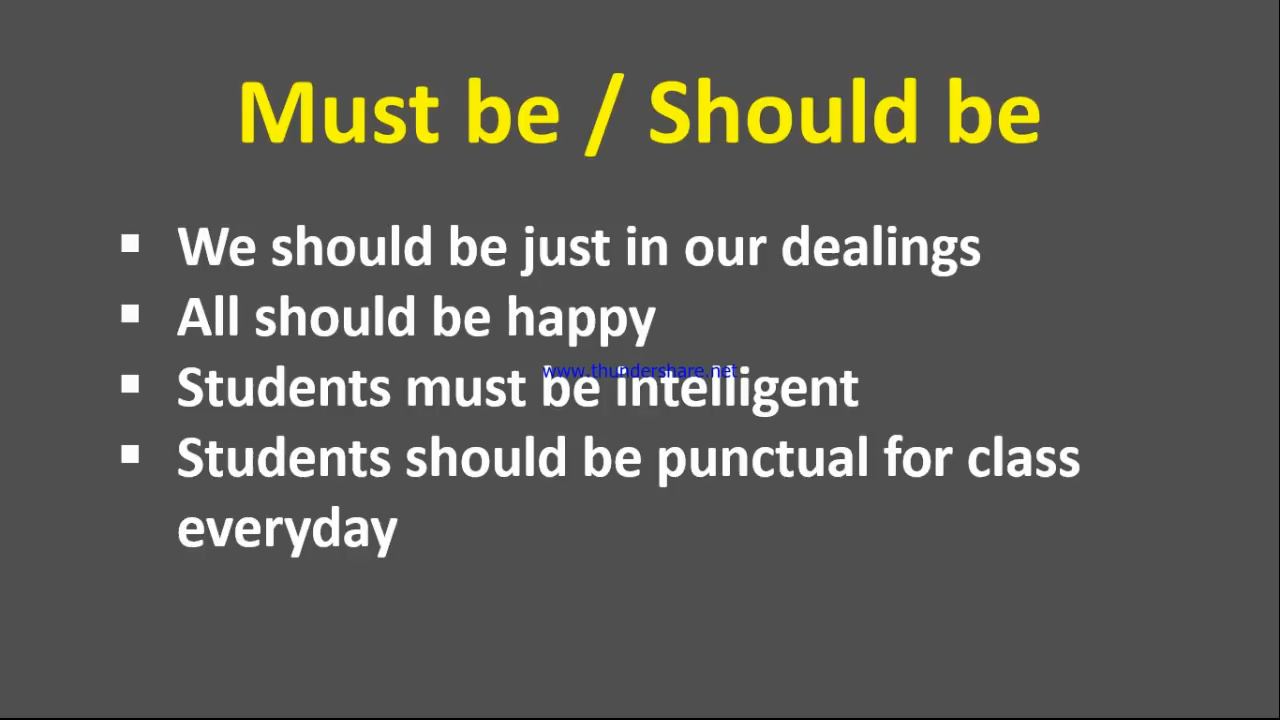 Must be / Should be
▪ We should be just in our dealings
▪ All should be happy
www.thundershare.net
▪ Students must be intelligent
▪ Students should be punctual for class
everyday